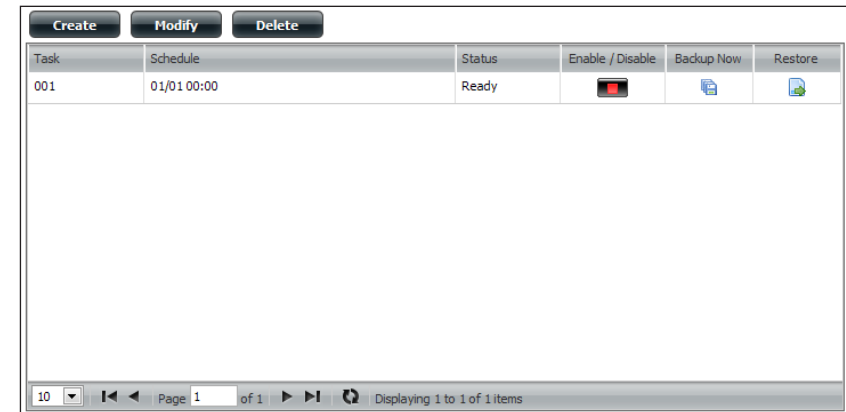 Create Modify Delete
Task Schedule Status Enable / Disable Backup Now Restore
001 01/01 00:00 Ready
10 Page 1 of 1 Displaying 1 to 1 of 1 items